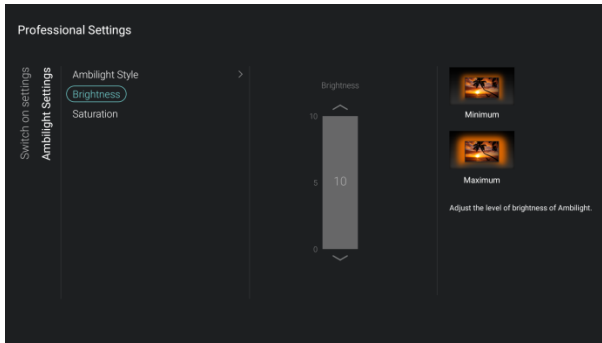 Professional Settings
Switch on settings
Ambilight Settings
Ambilight Style
Brightness
Saturation
Brightness
10
5
10
0
Minimum
Maximum
Adjust the level of brightness of Ambilight.